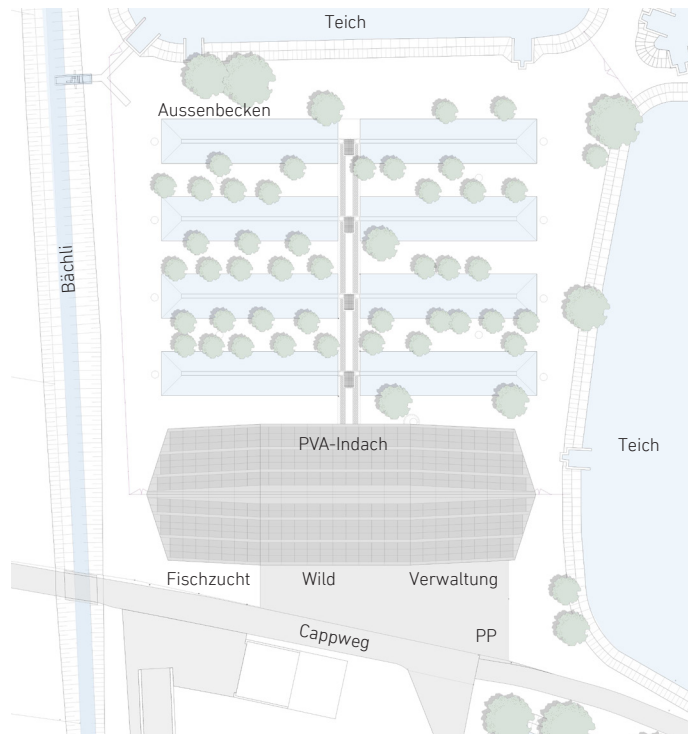 Teich
Aussenbecken
Bächli
PVA-Indach
Teich
Fischzucht Wild Verwaltung
Cappweg
PP